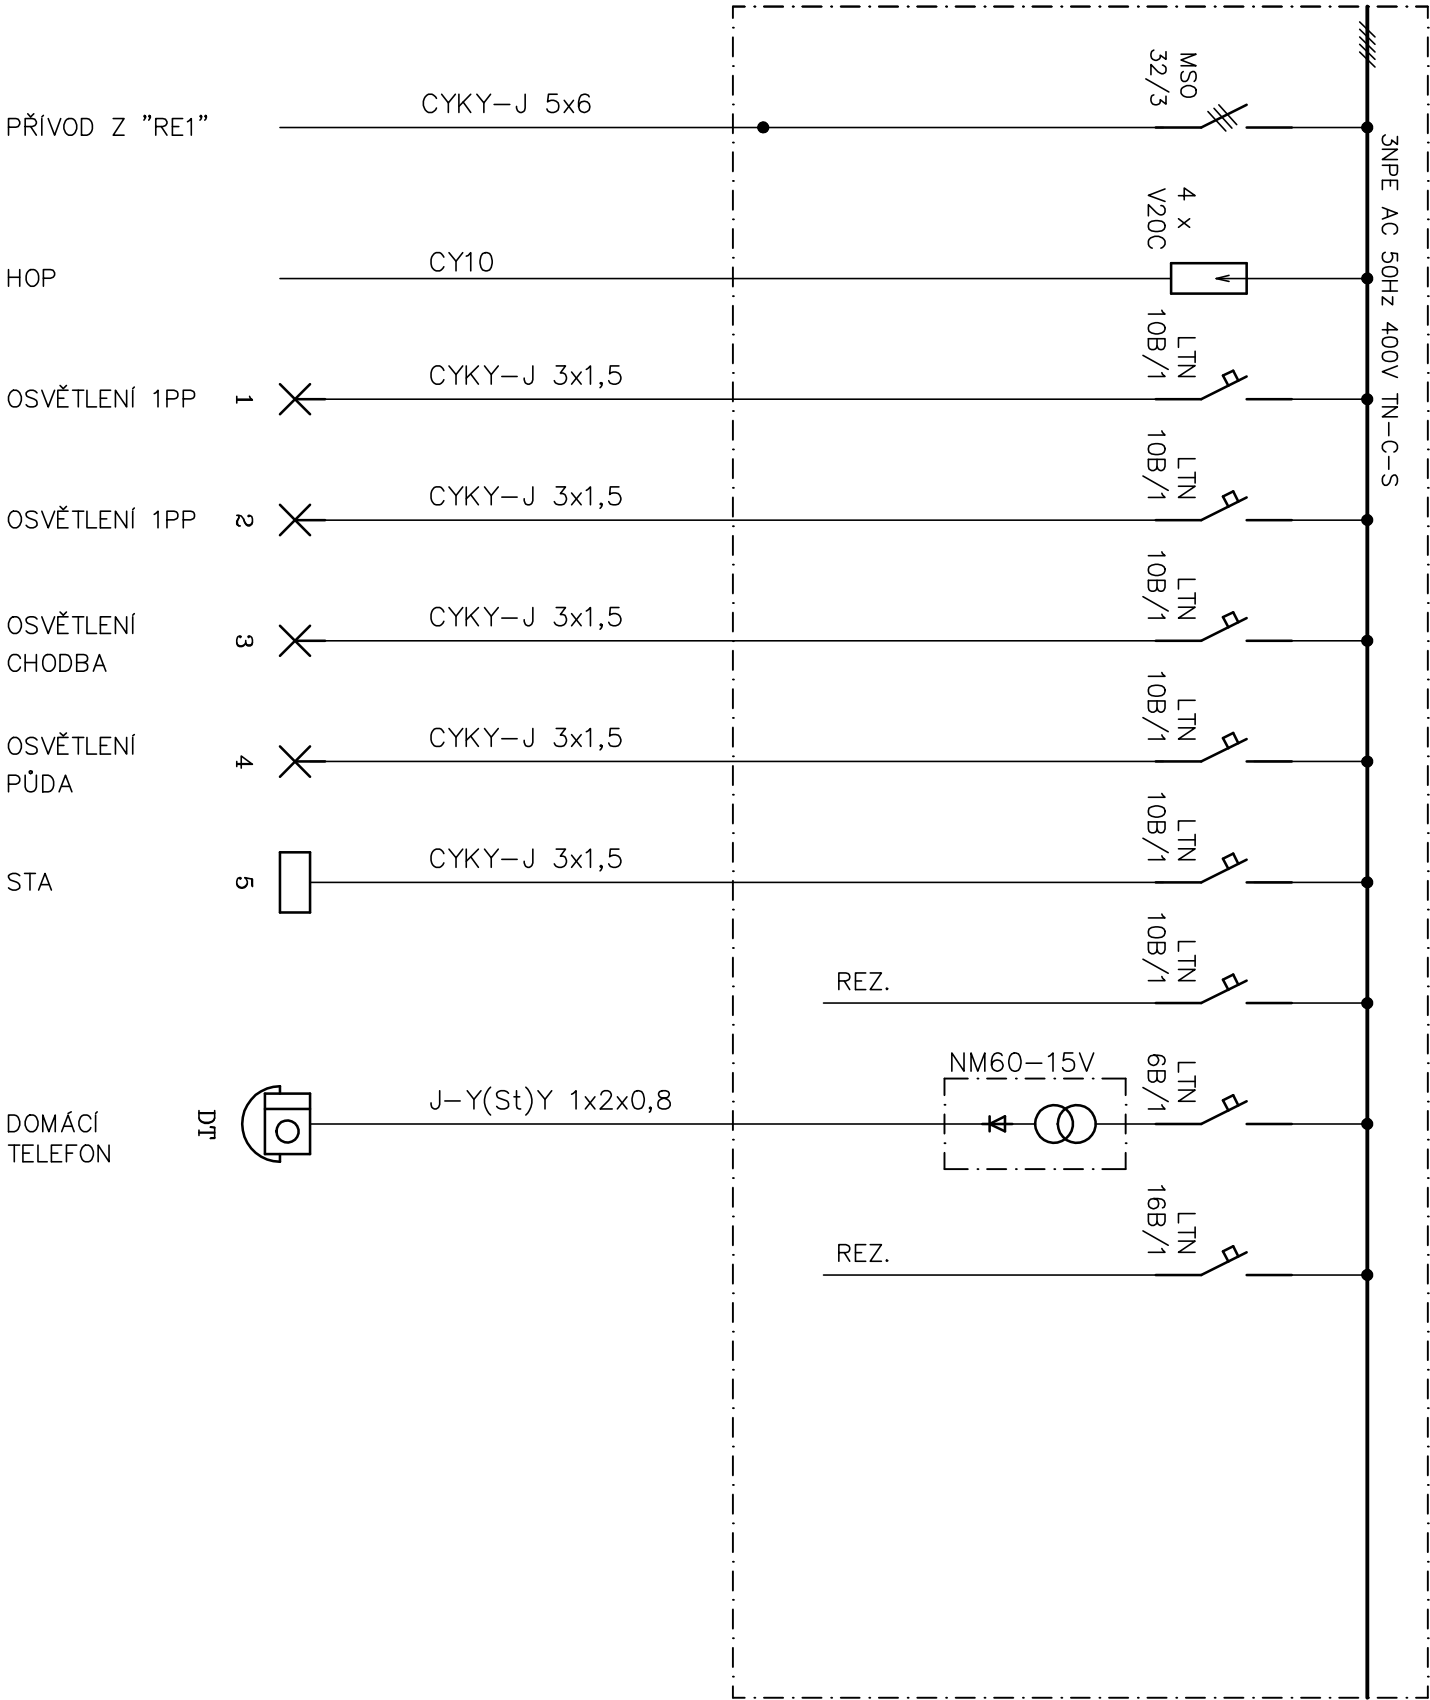 MSO
32/3
CYKY-J 5x6
PŘÍVOD Z "RE1"
3NPE AC 50Hz 400V TN-C-S
4 x
V20C
CY10
HOP
LTN
10B/1
CYKY-J 3x1,5
OSVĚTLENÍ 1PP
1
LTN
10B/1
CYKY-J 3x1,5
OSVĚTLENÍ 1PP
2
LTN
10B/1
CYKY-J 3x1,5
OSVĚTLENÍ
CHODBA
3
LTN
10B/1
CYKY-J 3x1,5
OSVĚTLENÍ
PŮDA
4
LTN
10B/1
CYKY-J 3x1,5
STA
5
LTN
10B/1
REZ.
NM60-15V
LTN
6B/1
J-Y(St)Y 1x2x0,8
DOMÁCÍ
TELEFON
DT
LTN
16B/1
REZ.